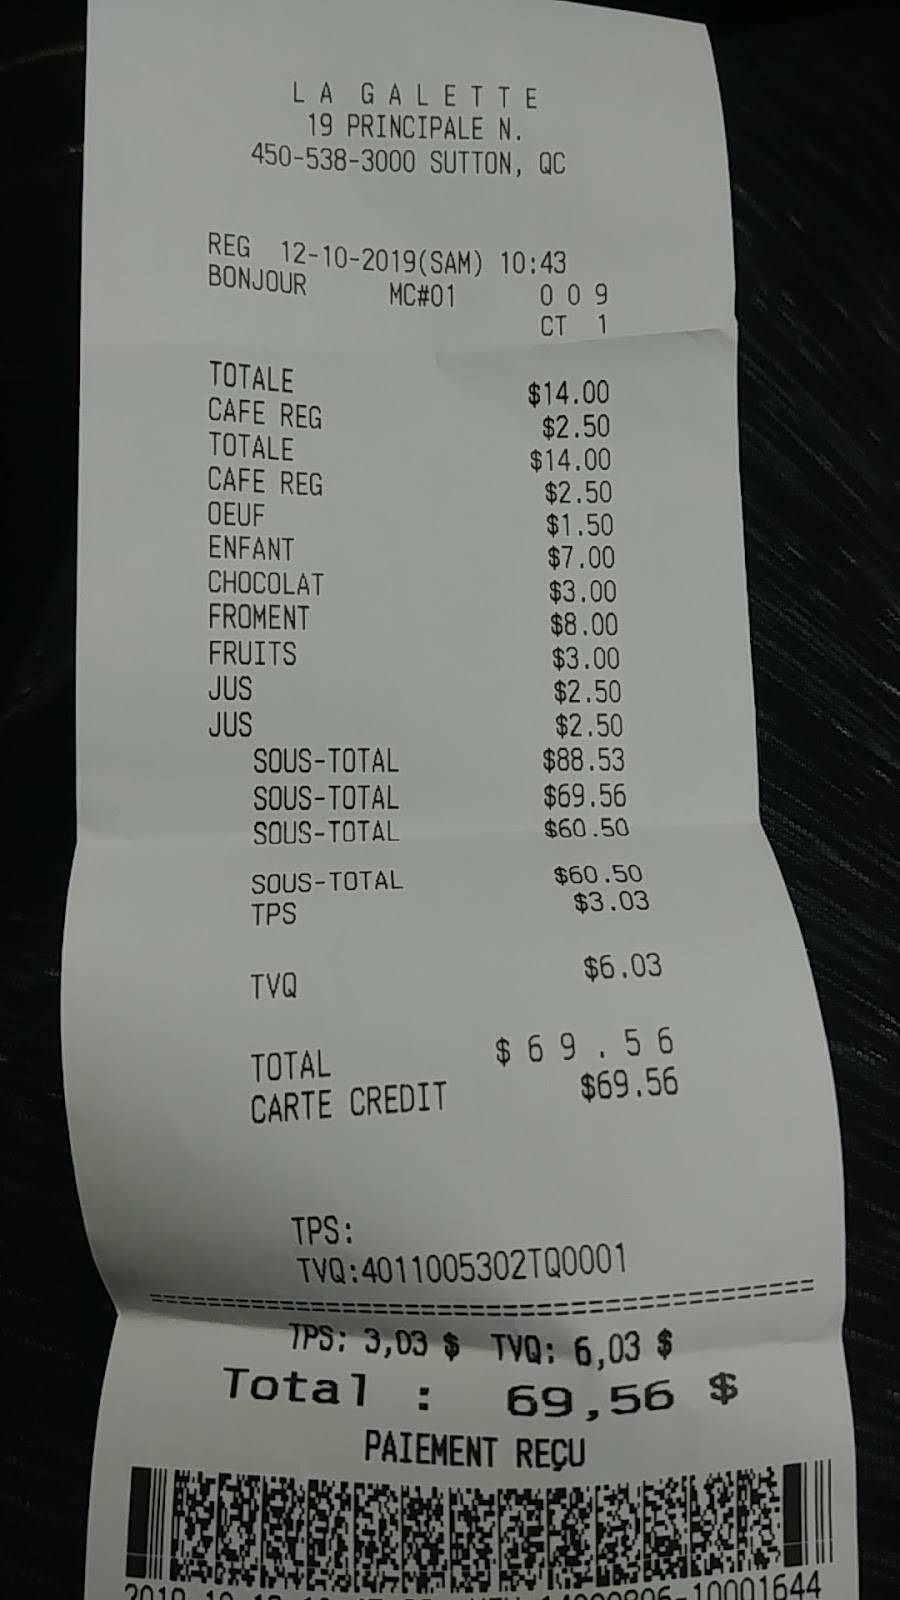 LA GALETTE
19 PRINCIPALE N.
450-538-3000 SUTTON, QC
REG 12-10-2019(SAM) 10:43
BONJOUR MC#01 009
CT 1
TOTALE $14.00
CAFE REG $2.50
TOTALE $14.00
CAFE REG $2.50
OEUF $1.50
ENFANT $7.00
CHOCOLAT $3.00
FROMENT $8.00
FRUITS $3.00
JUS $2.50
JUS $2.50
SOUS-TOTAL $88.53
SOUS-TOTAL $69.56
SOUS-TOTAL $60.50
SOUS-TOTAL $60.50
TPS $3.03
TVQ $6.03
TOTAL $69.56
CARTE CREDIT $69.56
TPS:
TVQ:4011005302TQ0001
TPS: 3,03 $ TVQ: 6,03 $
Total : 69,56 $
PAIEMENT REÇU